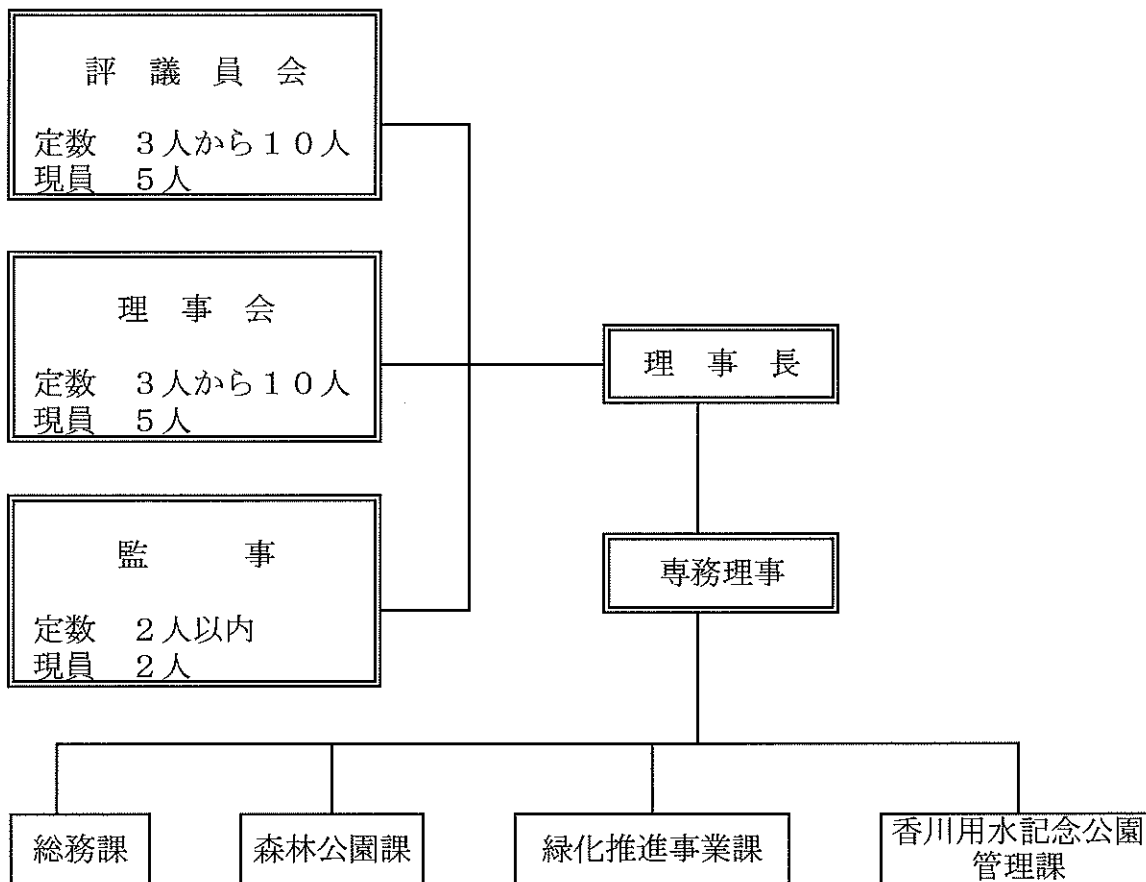 評議員会
定数　３人から１０人
現員　５人
理事会
定数　３人から１０人
現員　５人
監事
定数　２人以内
現員　２人
理事長
専務理事
総務課
森林公園課
緑化推進事業課
香川用水記念公園
管理課